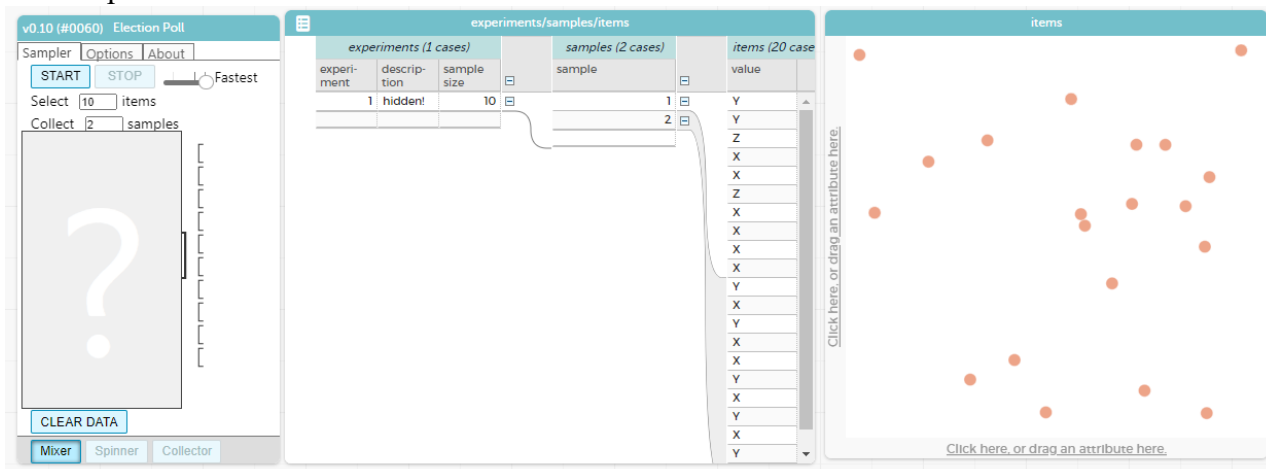 v0.10 (#0060) Election Poll
Sampler Options About
START STOP Fastest
Select 10 items
Collect 2 samples
?
CLEAR DATA
Mixer Spinner Collector
experiments/samples/items
experiments (1 cases) samples (2 cases) items (20 case
experi-
ment
descrip-
tion
sample
size
sample
value
1 hidden! 10 1 Y
2 Y
Z
X
X
Z
X
X
X
X
Y
X
Y
X
X
Y
X
Y
X
Y
items
Click here, or drag an attribute here.
Click here, or drag an attribute here.